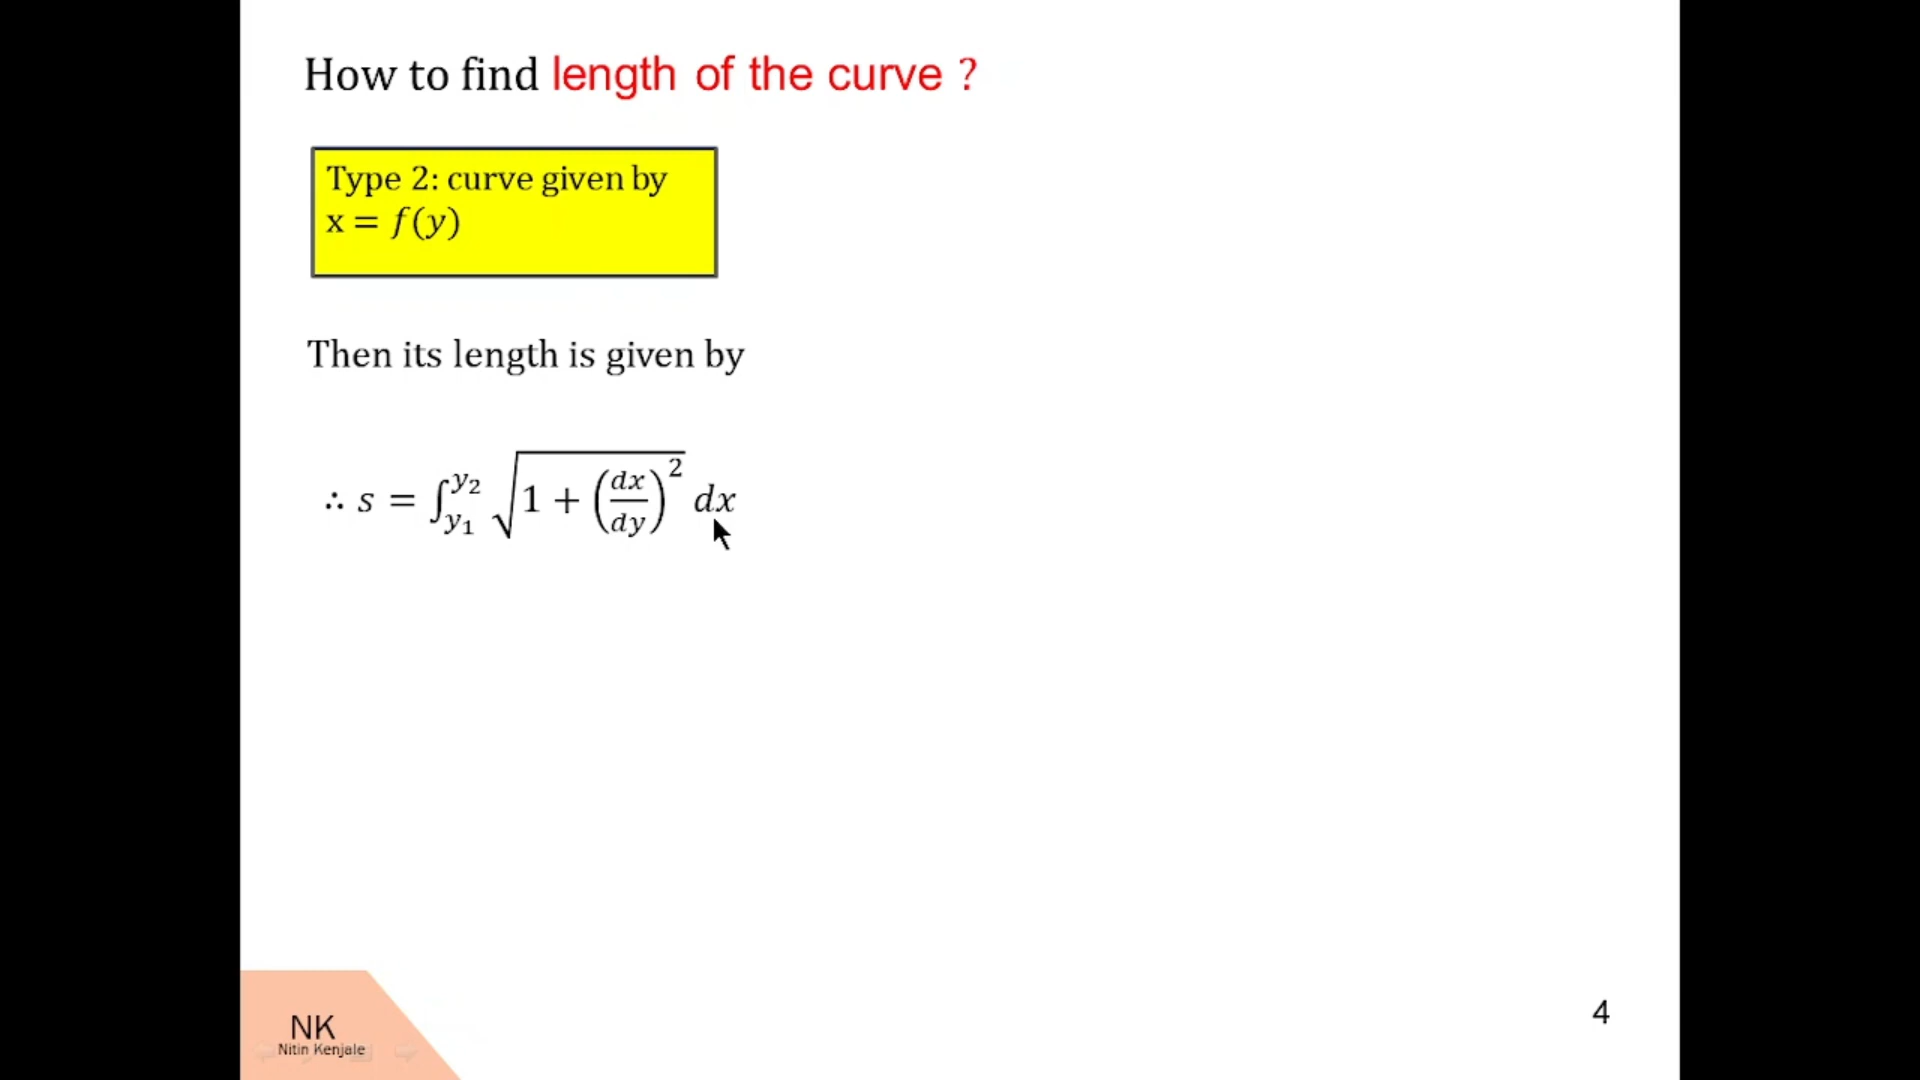 How to find length of the curve ?
Type 2: curve given by
x = f(y)
Then its length is given by
∴ s = ∫_{y₁}^{y₂} √(1 + (dx/dy)²) dx
NK
Nitin Kenjale
4